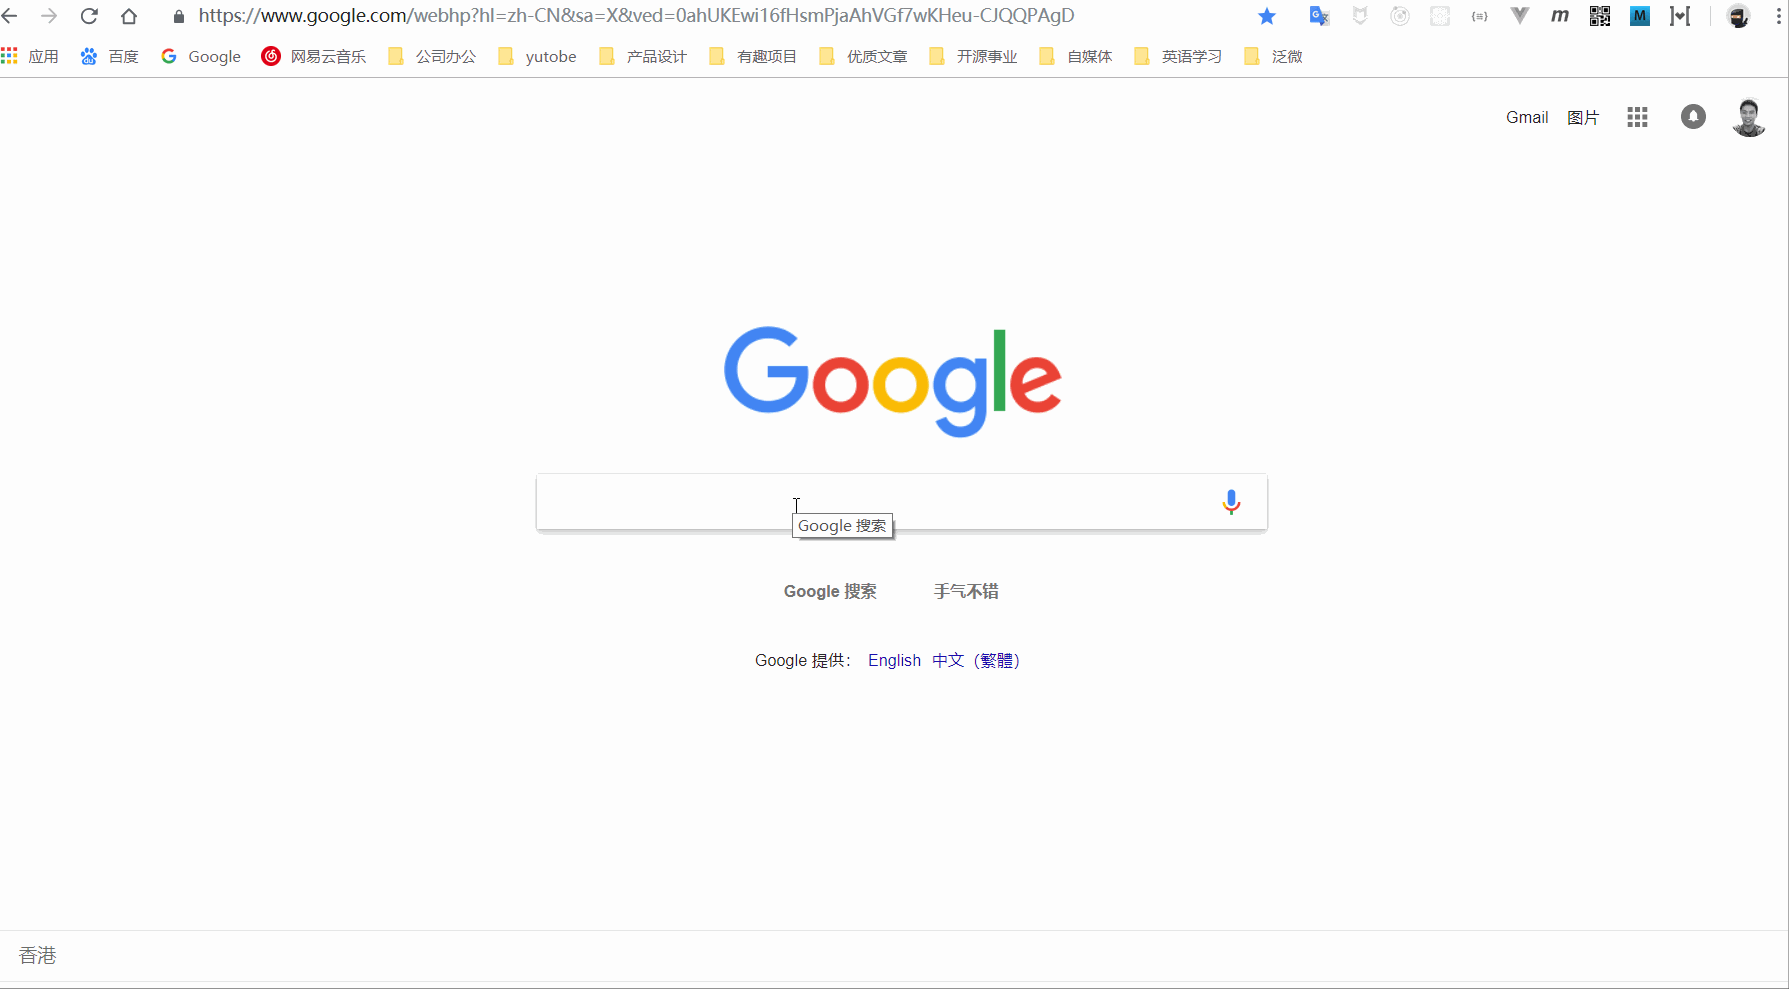 https://www.google.com/webhp?hl=zh-CN&sa=X&ved=0ahUKEwi16fHsmPjaAhVGf7wKHeu-CJQQPAgD
应用 百度 Google 网易云音乐 公司办公 yutobe 产品设计 有趣项目 优质文章 开源事业 自媒体 英语学习 泛微
Gmail 图片
Google
Google 搜索
Google 搜索 手气不错
Google 提供： English 中文（繁體）
香港